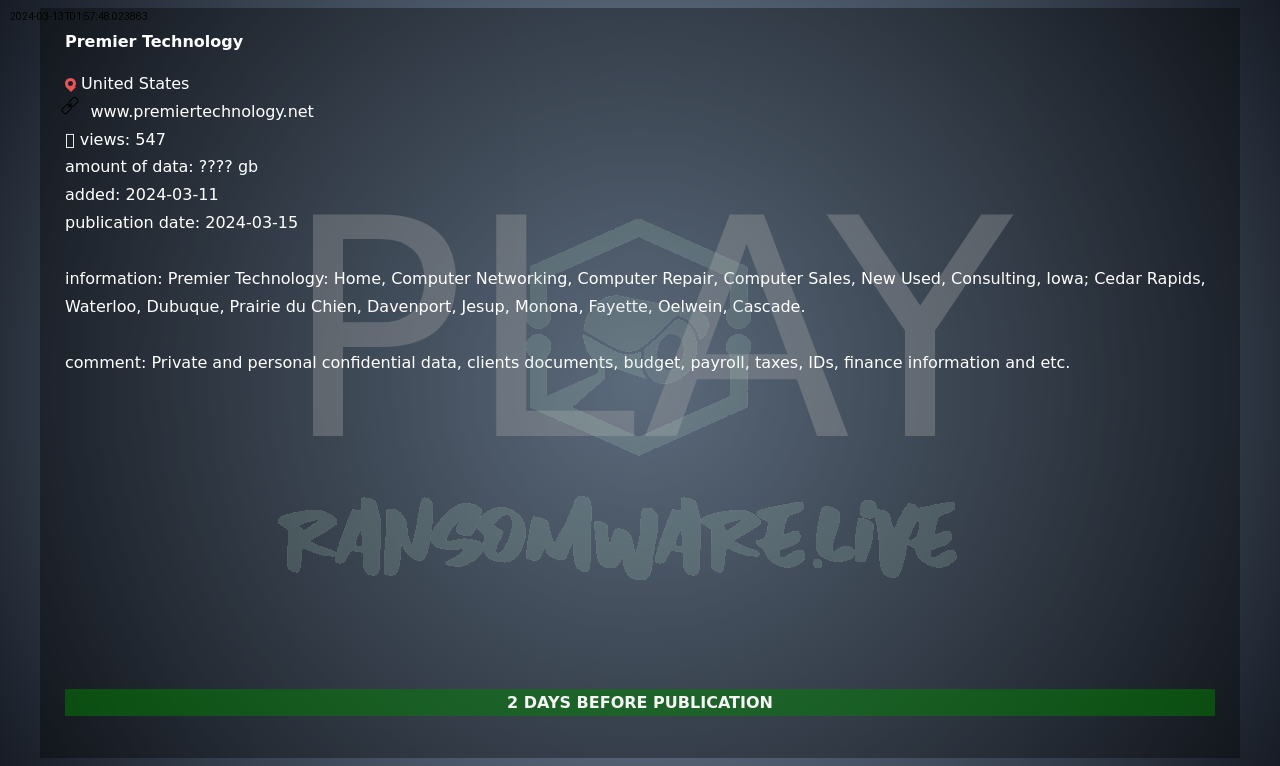 2024-03-13T01:57:48.023863
Premier Technology
United States
www.premiertechnology.net
views: 547
amount of data: ???? gb
added: 2024-03-11
publication date: 2024-03-15
PLAY
information: Premier Technology: Home, Computer Networking, Computer Repair, Computer Sales, New Used, Consulting, Iowa; Cedar Rapids,
Waterloo, Dubuque, Prairie du Chien, Davenport, Jesup, Monona, Fayette, Oelwein, Cascade.
comment: Private and personal confidential data, clients documents, budget, payroll, taxes, IDs, finance information and etc.
RANSOMWARE.LIVE
2 DAYS BEFORE PUBLICATION